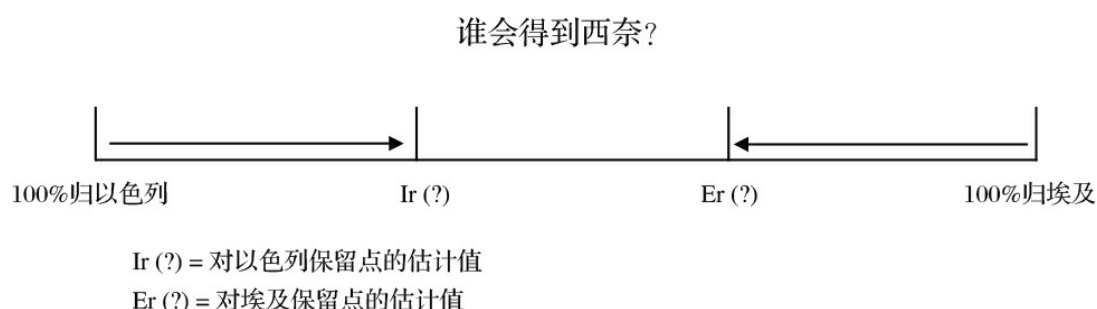 谁会得到西奈?
100%归以色列 Ir (?) Er (?) 100%归埃及
Ir (?) = 对以色列保留点的估计值
Er (?) = 对埃及保留点的估计值